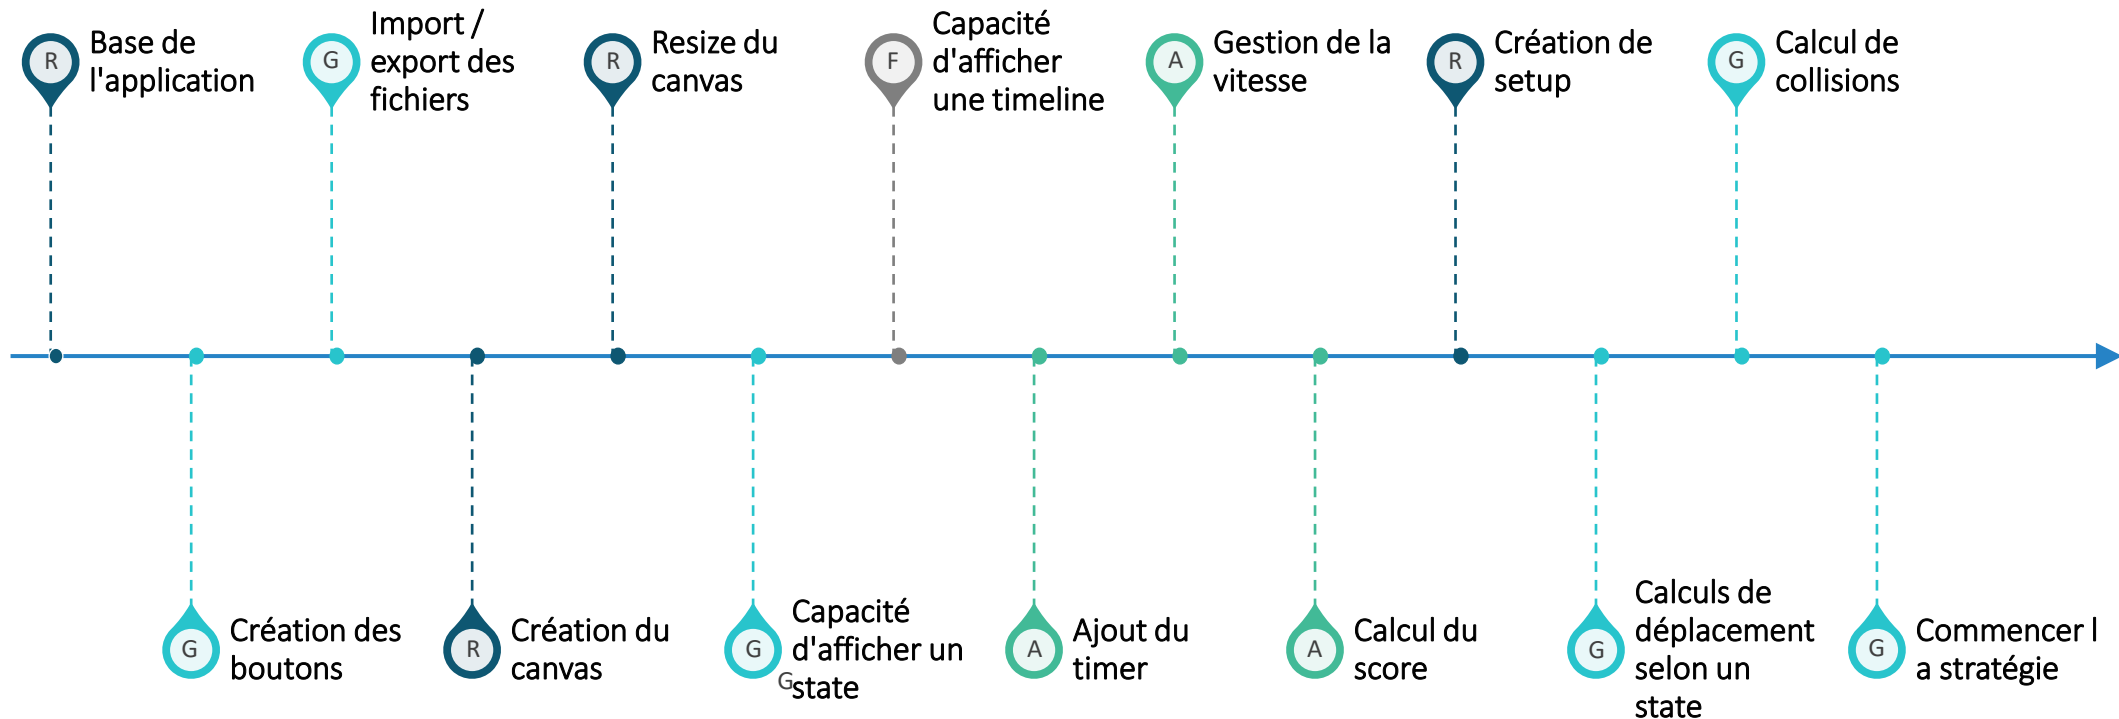 R
Base de
l'application
G
Import /
export des
fichiers
R
Resize du
canvas
F
Capacité
d'afficher
une timeline
A
Gestion de la
vitesse
R
Création de
setup
G
Calcul de
collisions
G
Création des
boutons
R
Création du
canvas
G
G
Capacité
d'afficher un
state
A
Ajout du
timer
A
Calcul du
score
G
Calculs de
déplacement
selon un
state
G
Commencer l
a stratégie